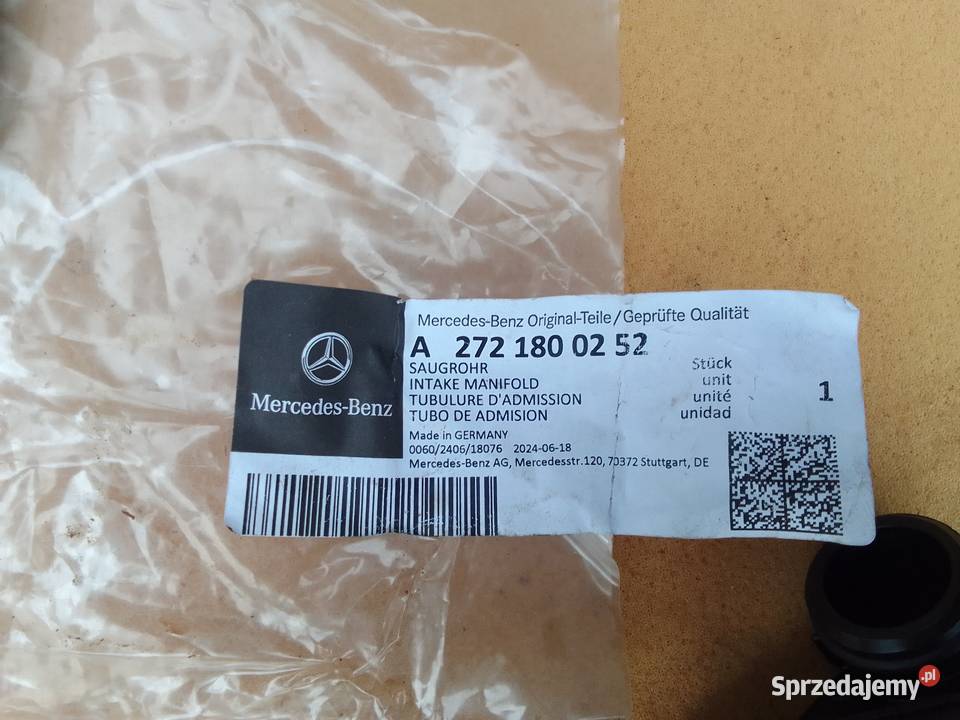 Mercedes-Benz
Mercedes-Benz Original-Teile/Geprüfte Qualität
A 272 180 02 52
SAUGROHR
INTAKE MANIFOLD
TUBULURE D'ADMISSION
TUBO DE ADMISION
Stück
unit
unité
unidad
1
Made in GERMANY
0060/2406/18076 2024-06-18
Mercedes-Benz AG, Mercedesstr.120, 70372 Stuttgart, DE
Sprzedajemy.pl